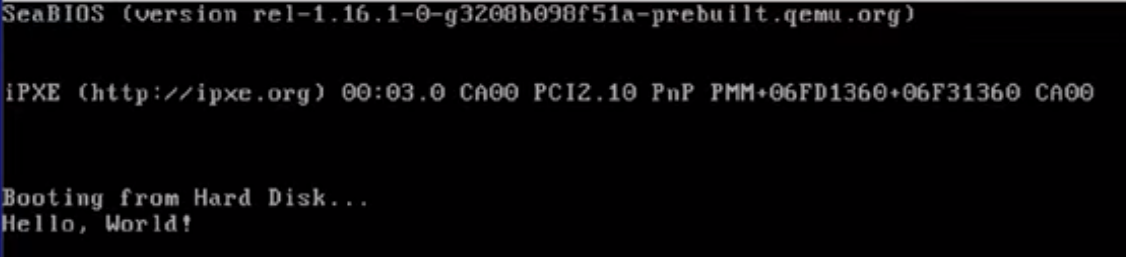 SeaBIOS (version rel-1.16.1-0-g3208b098f51a-prebuilt.qemu.org)
iPXE (http://ipxe.org) 00:03.0 CA00 PCI2.10 PnP PMM+06FD1360+06F31360 CA00
Booting from Hard Disk...
Hello, World!